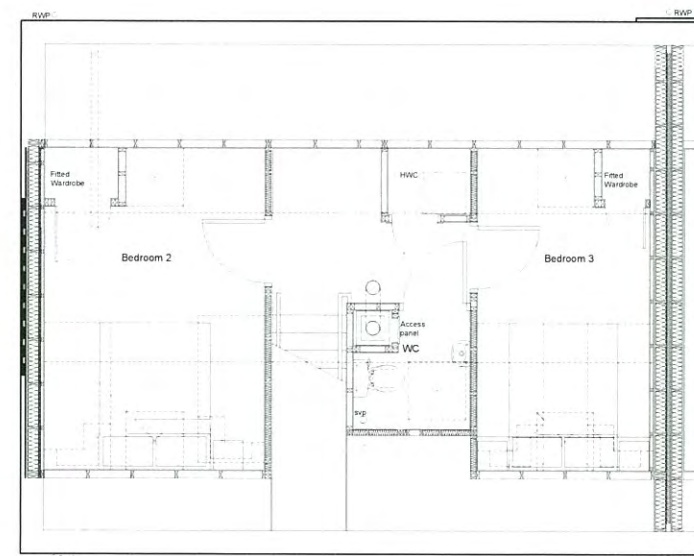 RWP
RWP
Fitted
Wardrobe
HWC
Fitted
Wardrobe
Bedroom 2
Bedroom 3
Access
panel
WC
svp